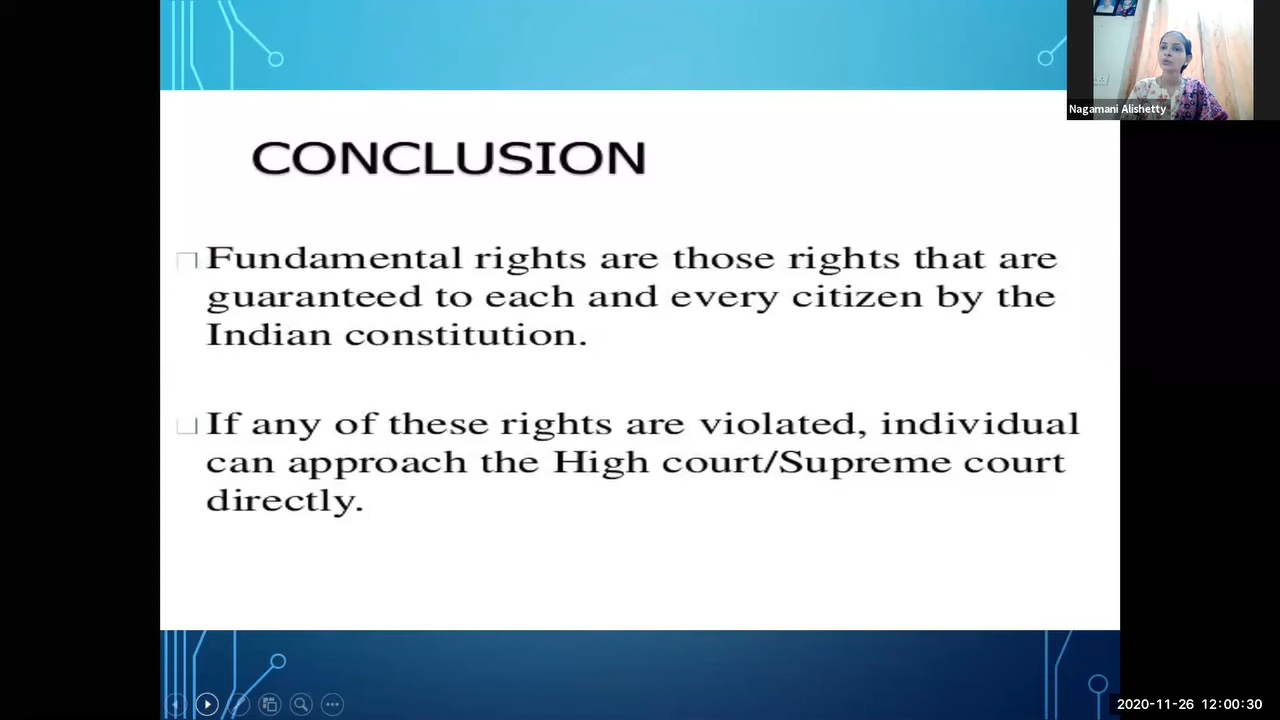 Nagamani Alishetty
CONCLUSION
Fundamental rights are those rights that are
guaranteed to each and every citizen by the
Indian constitution.
If any of these rights are violated, individual
can approach the High court/Supreme court
directly.
2020-11-26 12:00:30